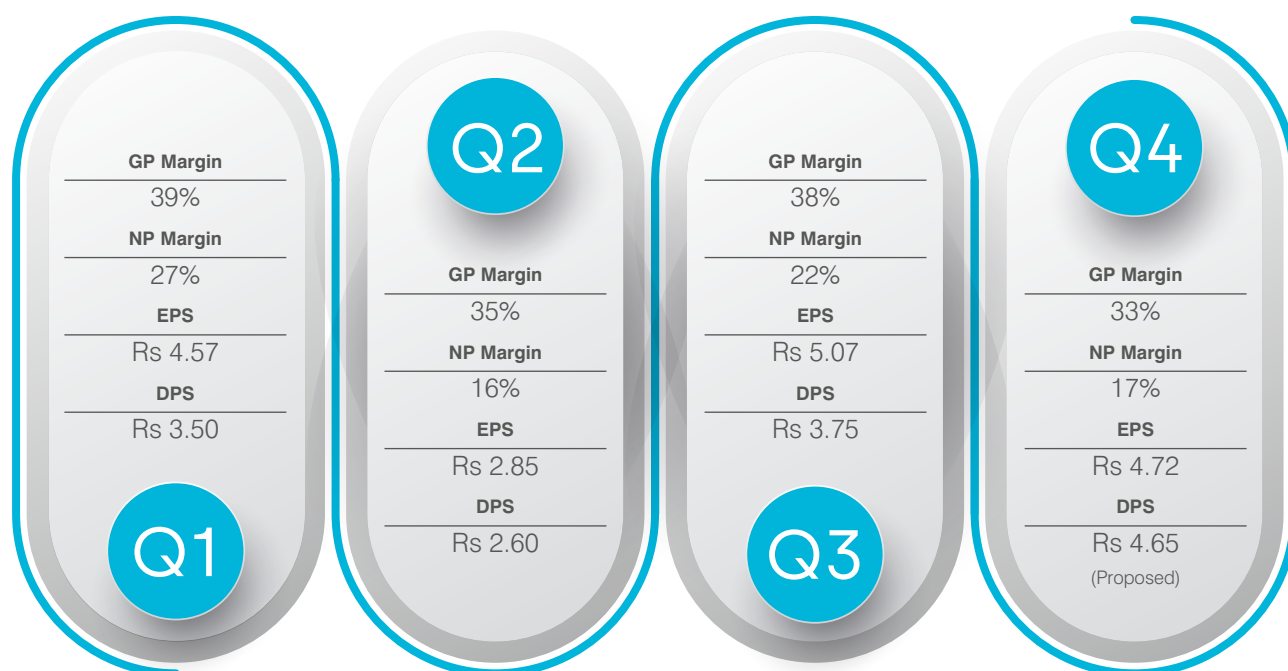 GP Margin
39%
NP Margin
27%
EPS
Rs 4.57
DPS
Rs 3.50
Q1
Q2
GP Margin
35%
NP Margin
16%
EPS
Rs 2.85
DPS
Rs 2.60
GP Margin
38%
NP Margin
22%
EPS
Rs 5.07
DPS
Rs 3.75
Q3
Q4
GP Margin
33%
NP Margin
17%
EPS
Rs 4.72
DPS
Rs 4.65
(Proposed)